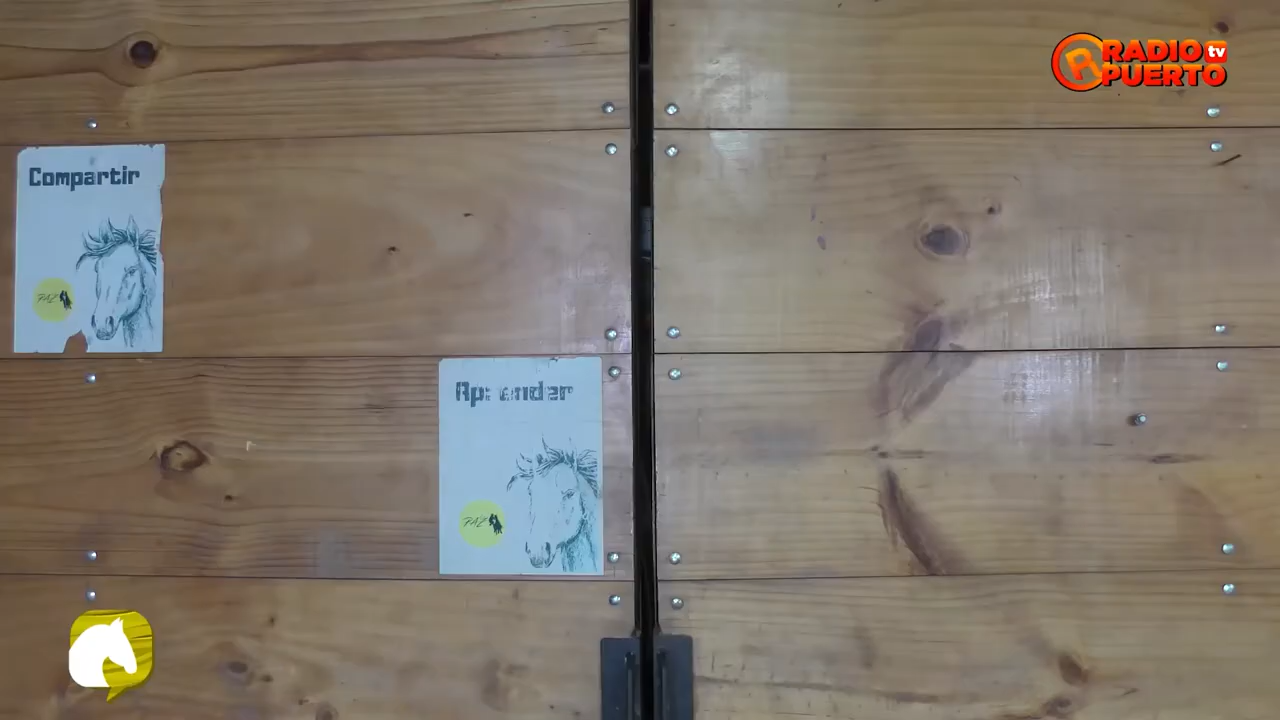 RADIO tv
PUERTO
Compartir
PAZ
Aprender
PAZ